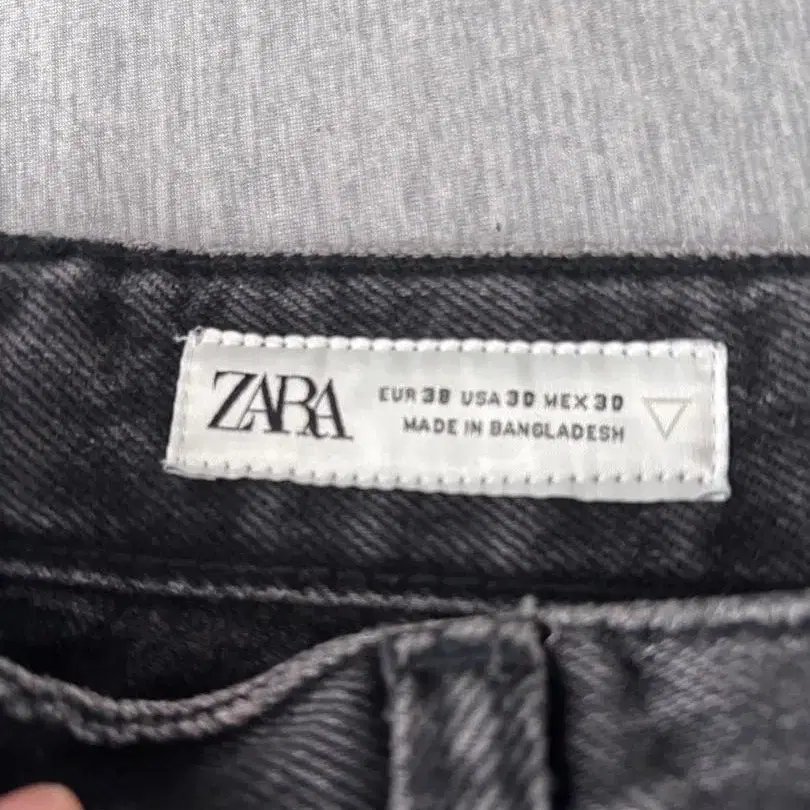 ZARA
EUR 38 USA 30 MEX 30
MADE IN BANGLADESH